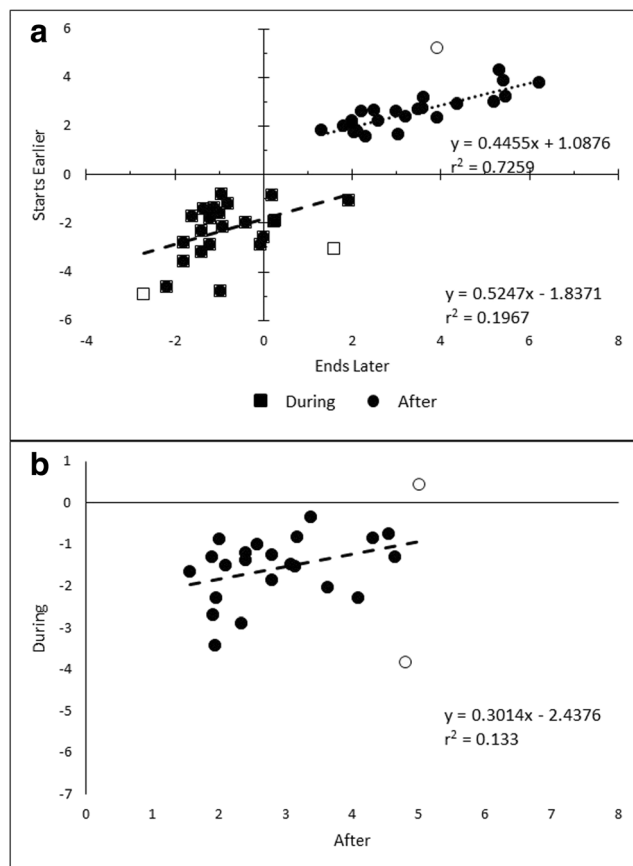 a
6
4
2
0
-2
-4
-6
Starts Earlier
y = 0.4455x + 1.0876
r² = 0.7259
y = 0.5247x - 1.8371
r² = 0.1967
-4 -2 0 2 4 6 8
Ends Later
During After
b
1
0
-1
-2
-3
-4
-5
-6
-7
During
y = 0.3014x - 2.4376
r² = 0.133
0 1 2 3 4 5 6 7 8
After